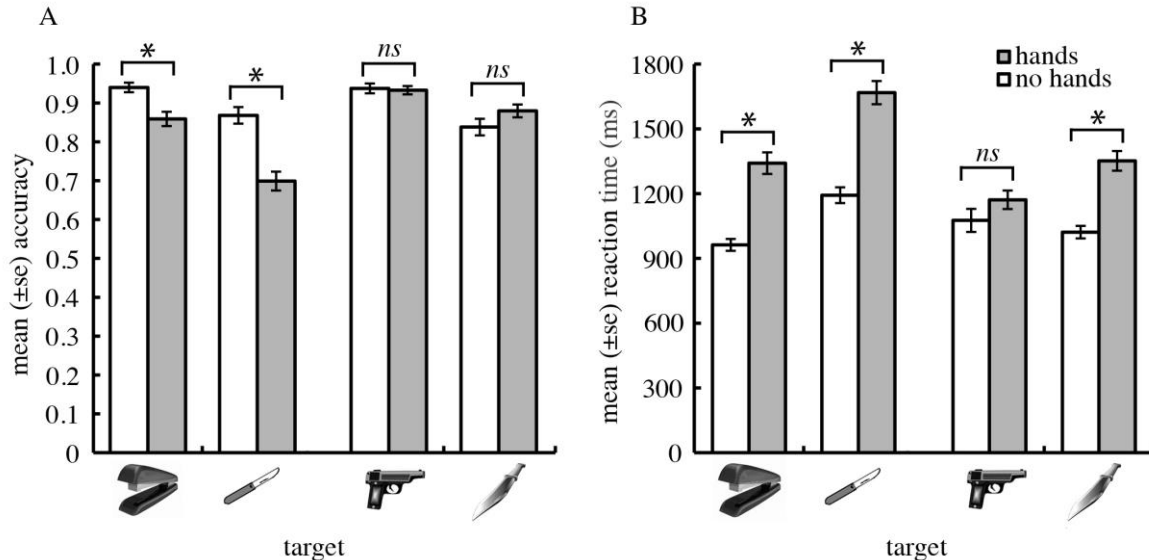 A
B
*
*
ns
ns
*
*
ns
*
hands
no hands
mean (±se) accuracy
1.0
0.9
0.8
0.7
0.6
0.5
0.4
0.3
0.2
0.1
0
target
mean (±se) reaction time (ms)
1800
1500
1200
900
600
300
0
target